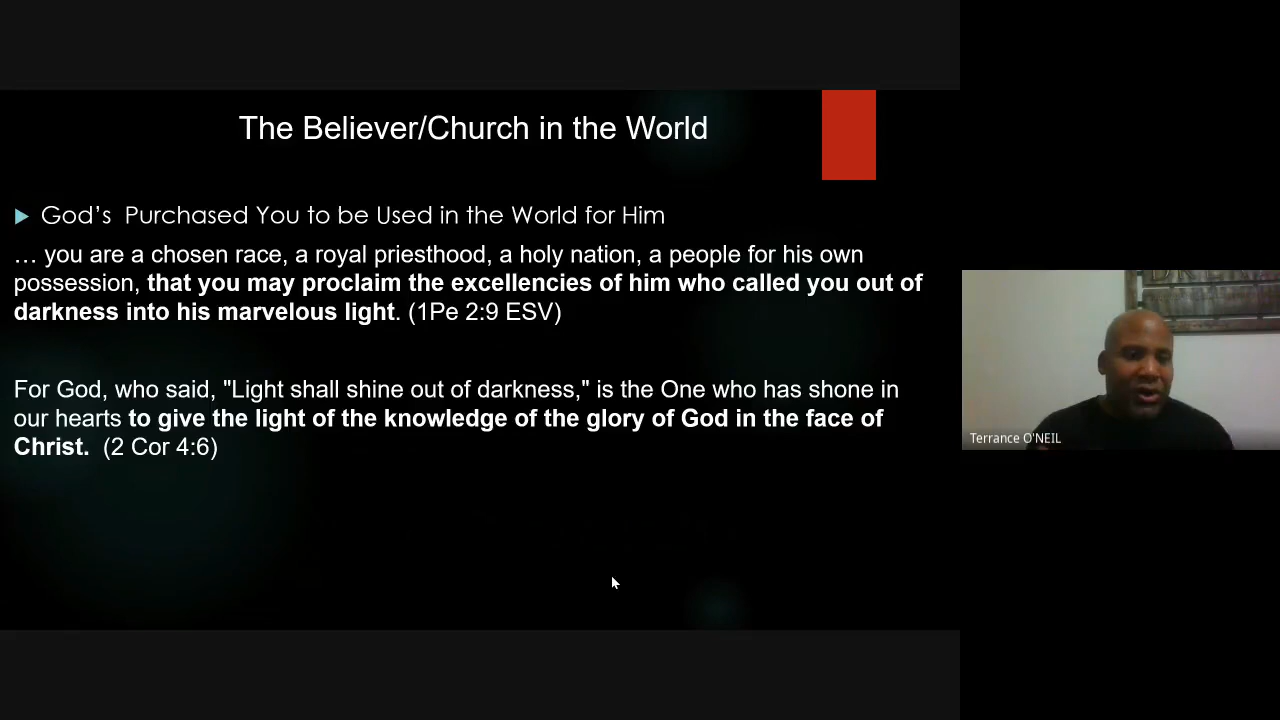 The Believer/Church in the World
God's  Purchased You to be Used in the World for Him
… you are a chosen race, a royal priesthood, a holy nation, a people for his own
possession, that you may proclaim the excellencies of him who called you out of
darkness into his marvelous light. (1Pe 2:9 ESV)
For God, who said, "Light shall shine out of darkness," is the One who has shone in
our hearts to give the light of the knowledge of the glory of God in the face of
Christ.  (2 Cor 4:6)
Terrance O'NEIL